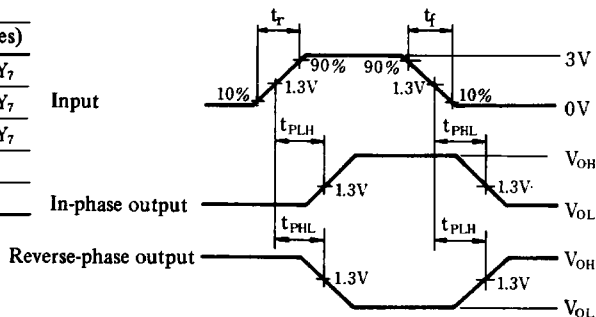 es)
Y₇
Y₇
Y₇
Input
tr
tf
10%
90%
1.3V
90%
1.3V
10%
3V
0V
tPLH
tPHL
In-phase output
1.3V
1.3V
VOH
VOL
Reverse-phase output
tPHL
tPLH
1.3V
1.3V
VOH
VOL